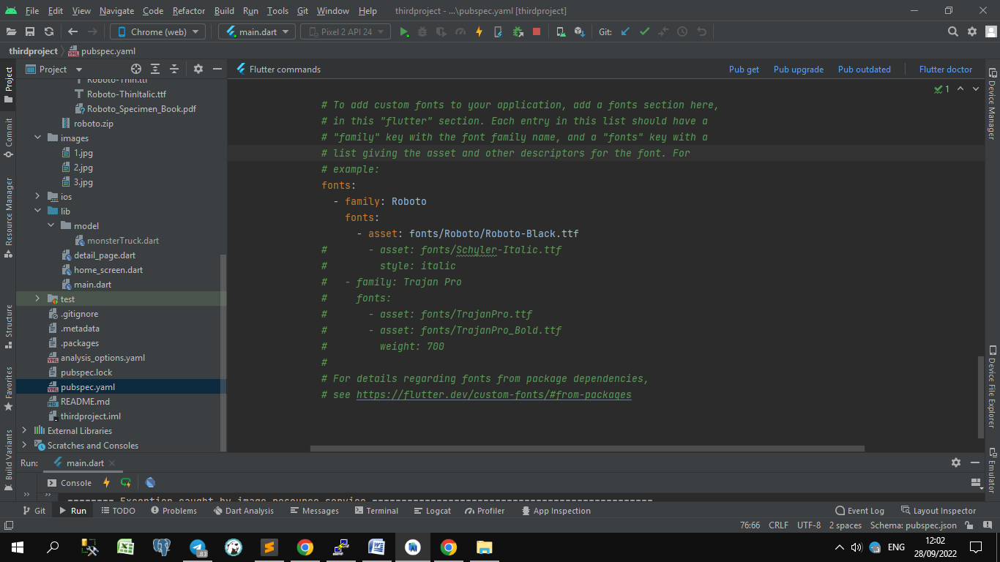 File Edit View Navigate Code Refactor Build Run Tools Git Window Help thirdproject - ...\pubspec.yaml [thirdproject]
Chrome (web) main.dart Pixel 2 API 24 Git:
thirdproject pubspec.yaml
Project
Flutter commands Pub get Pub upgrade Pub outdated Flutter doctor
1
Roboto-Thin.ttf
Roboto-ThinItalic.ttf
Roboto_Specimen_Book.pdf
roboto.zip
images
1.jpg
2.jpg
3.jpg
ios
lib
model
monsterTruck.dart
detail_page.dart
home_screen.dart
main.dart
test
.gitignore
.metadata
.packages
analysis_options.yaml
pubspec.lock
pubspec.yaml
README.md
thirdproject.iml
External Libraries
Scratches and Consoles
# To add custom fonts to your application, add a fonts section here,
# in this "flutter" section. Each entry in this list should have a
# "family" key with the font family name, and a "fonts" key with a
# list giving the asset and other descriptors for the font. For
# example:
fonts:
- family: Roboto
fonts:
- asset: fonts/Roboto/Roboto-Black.ttf
# - asset: fonts/Schyler-Italic.ttf
# style: italic
# - family: Trajan Pro
# fonts:
# - asset: fonts/TrajanPro.ttf
# - asset: fonts/TrajanPro_Bold.ttf
# weight: 700
#
# For details regarding fonts from package dependencies,
# see https://flutter.dev/custom-fonts/#from-packages
Project
Commit
Resource Manager
Structure
Favorites
Build Variants
Device Manager
Device File Explorer
Emulator
Run: main.dart
Console
-------- Exception caught by image resource service ------------------------------------------------
Git Run TODO Problems Dart Analysis Messages Terminal Logcat Profiler App Inspection Event Log Layout Inspector
76:66 CRLF UTF-8 2 spaces Schema: pubspec.json
83
ENG
12:02
28/09/2022